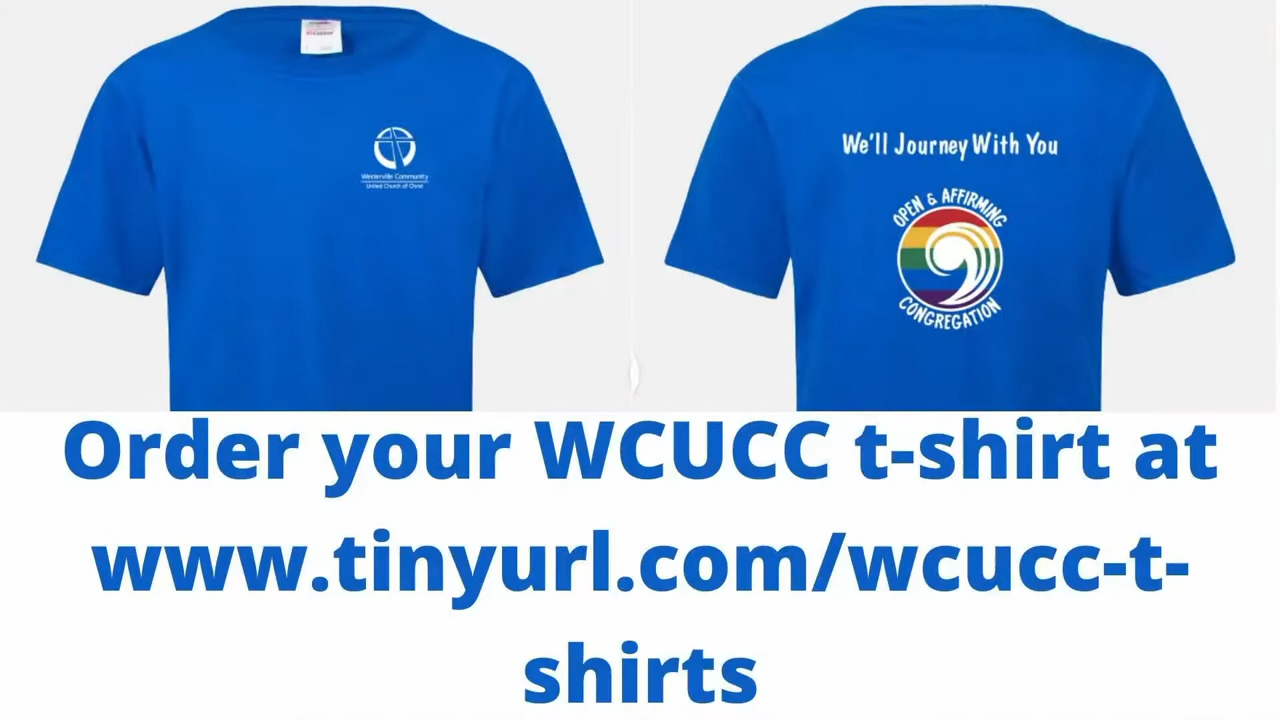 Westerville Community
United Church of Christ
We'll Journey With You
OPEN & AFFIRMING
CONGREGATION
Order your WCUCC t-shirt at
www.tinyurl.com/wcucc-t-
shirts